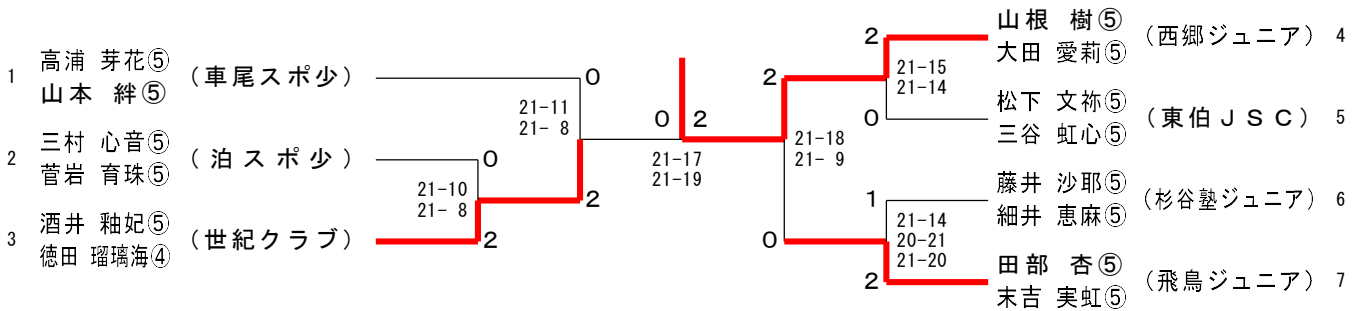 1 高浦 芽花⑤ (車尾スポ少)
山本 絆⑤
2 三村 心音⑤ (泊スポ少)
菅岩 育珠⑤
3 酒井 釉妃⑤ (世紀クラブ)
徳田 瑠璃海④
0
21-11
21- 8
0
21-10
21- 8
2
2
0 2
21-17
21-19
2
21-18
21- 9
0
2
21-15
21-14
0
1
21-14
20-21
21-20
2
山根 樹⑤ (西郷ジュニア) 4
大田 愛莉⑤
松下 文祢⑤ (東伯JSC) 5
三谷 虹心⑤
藤井 沙耶⑤ (杉谷塾ジュニア) 6
細井 恵麻⑤
田部 杏⑤ (飛鳥ジュニア) 7
末吉 実虹⑤